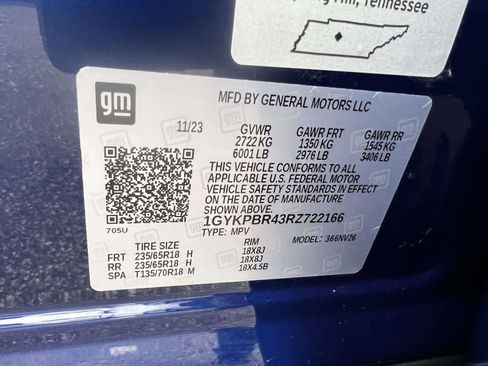 Hill, Tennessee
gm
MFD BY GENERAL MOTORS LLC
11/23 GVWR GAWR FRT GAWR RR
2722 KG 1350 KG 1545 KG
6001 LB 2976 LB 3406 LB
THIS VEHICLE CONFORMS TO ALL
APPLICABLE U.S. FEDERAL MOTOR
VEHICLE SAFETY STANDARDS IN EFFECT
ON THE DATE OF MANUFACTURE
SHOWN ABOVE.
1GYKPBR43RZ722166
705U
TYPE: MPV MODEL: 366NV26
TIRE SIZE RIM
FRT 235/65R18 H 18X8J
RR 235/65R18 H 18X8J
SPA T135/70R18 M 18X4.5B